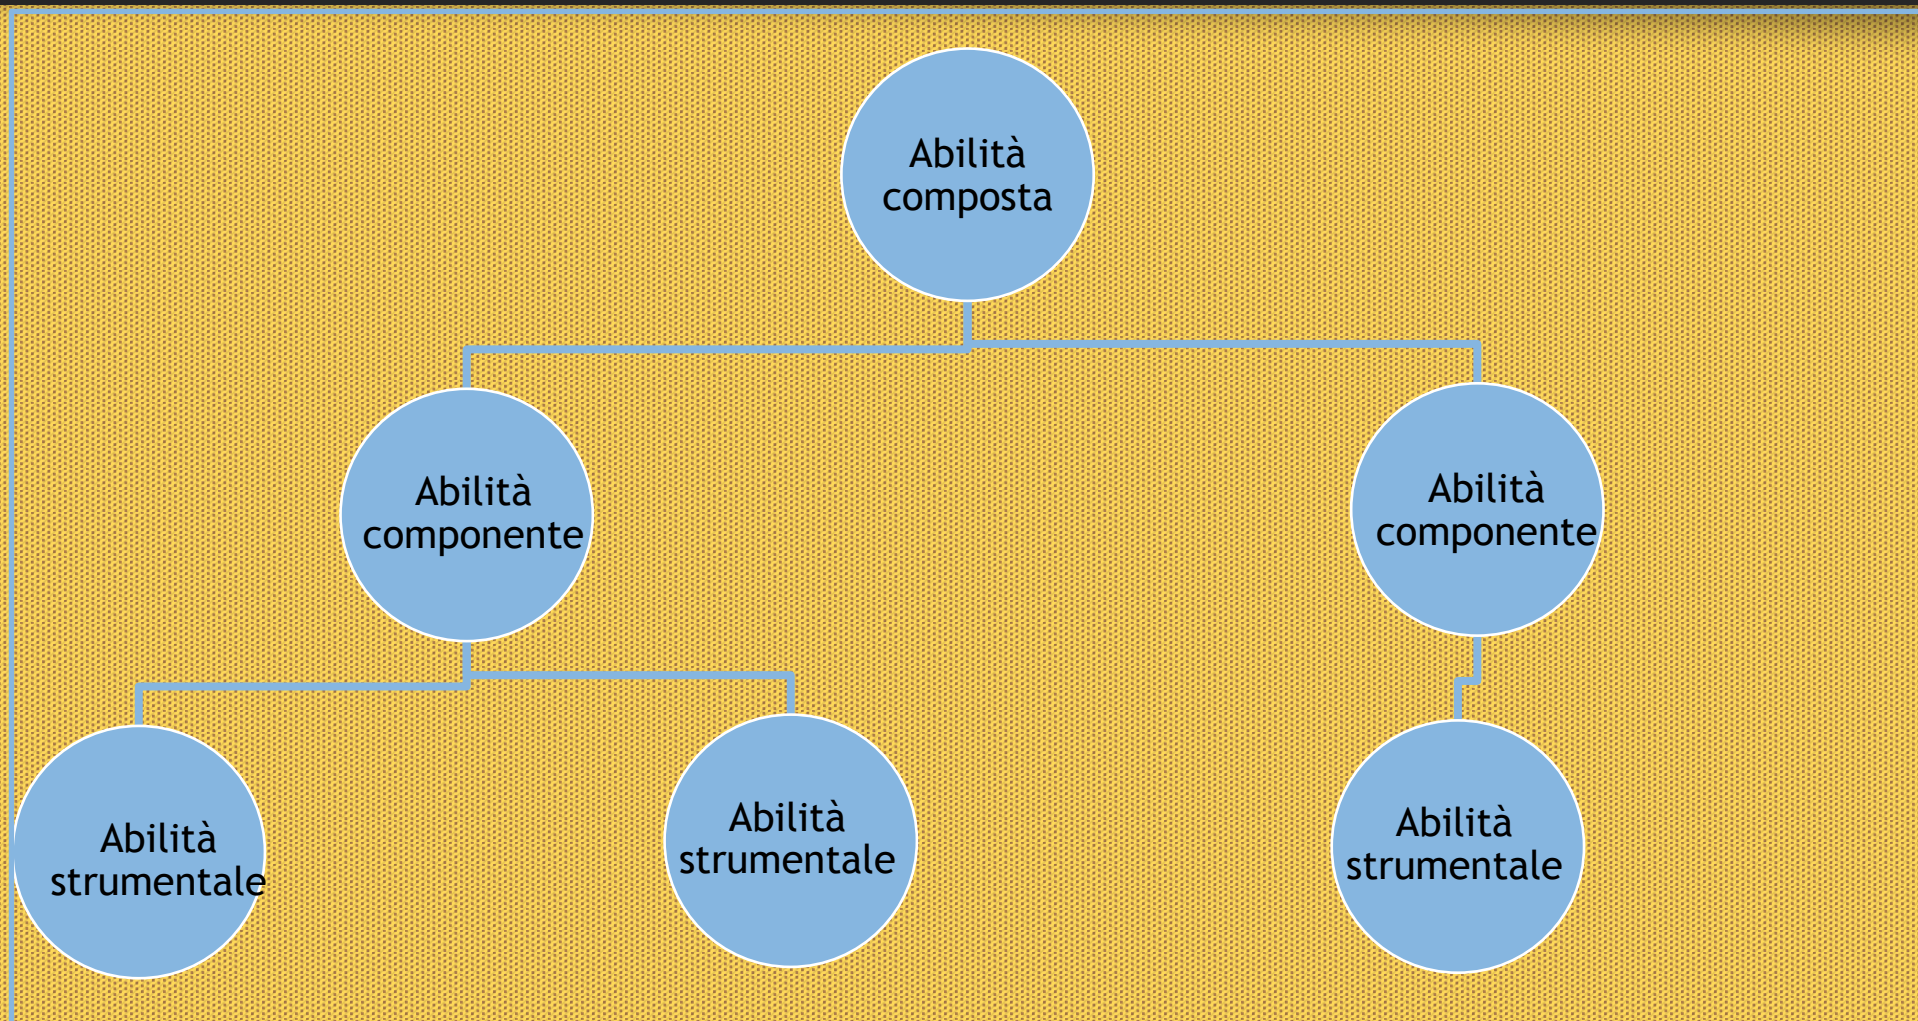 Abilità
composta
Abilità
componente
Abilità
componente
Abilità
strumentale
Abilità
strumentale
Abilità
strumentale